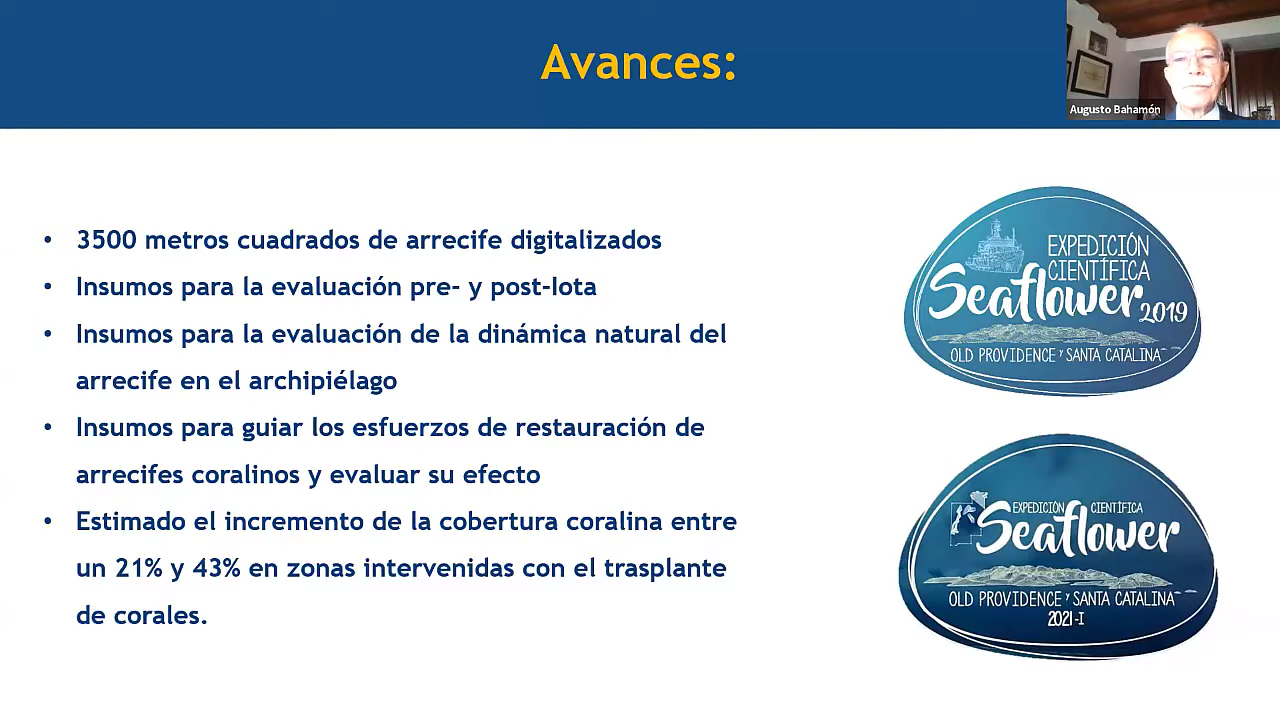 Avances:
Augusto Bahamón
• 3500 metros cuadrados de arrecife digitalizados
• Insumos para la evaluación pre- y post-Iota
• Insumos para la evaluación de la dinámica natural del
arrecife en el archipiélago
• Insumos para guiar los esfuerzos de restauración de
arrecifes coralinos y evaluar su efecto
• Estimado el incremento de la cobertura coralina entre
un 21% y 43% en zonas intervenidas con el trasplante
de corales.
EXPEDICIÓN
CIENTÍFICA
Seaflower 2019
OLD PROVIDENCE Y SANTA CATALINA
EXPEDICIÓN CIENTÍFICA
Seaflower
OLD PROVIDENCE Y SANTA CATALINA
2021-I